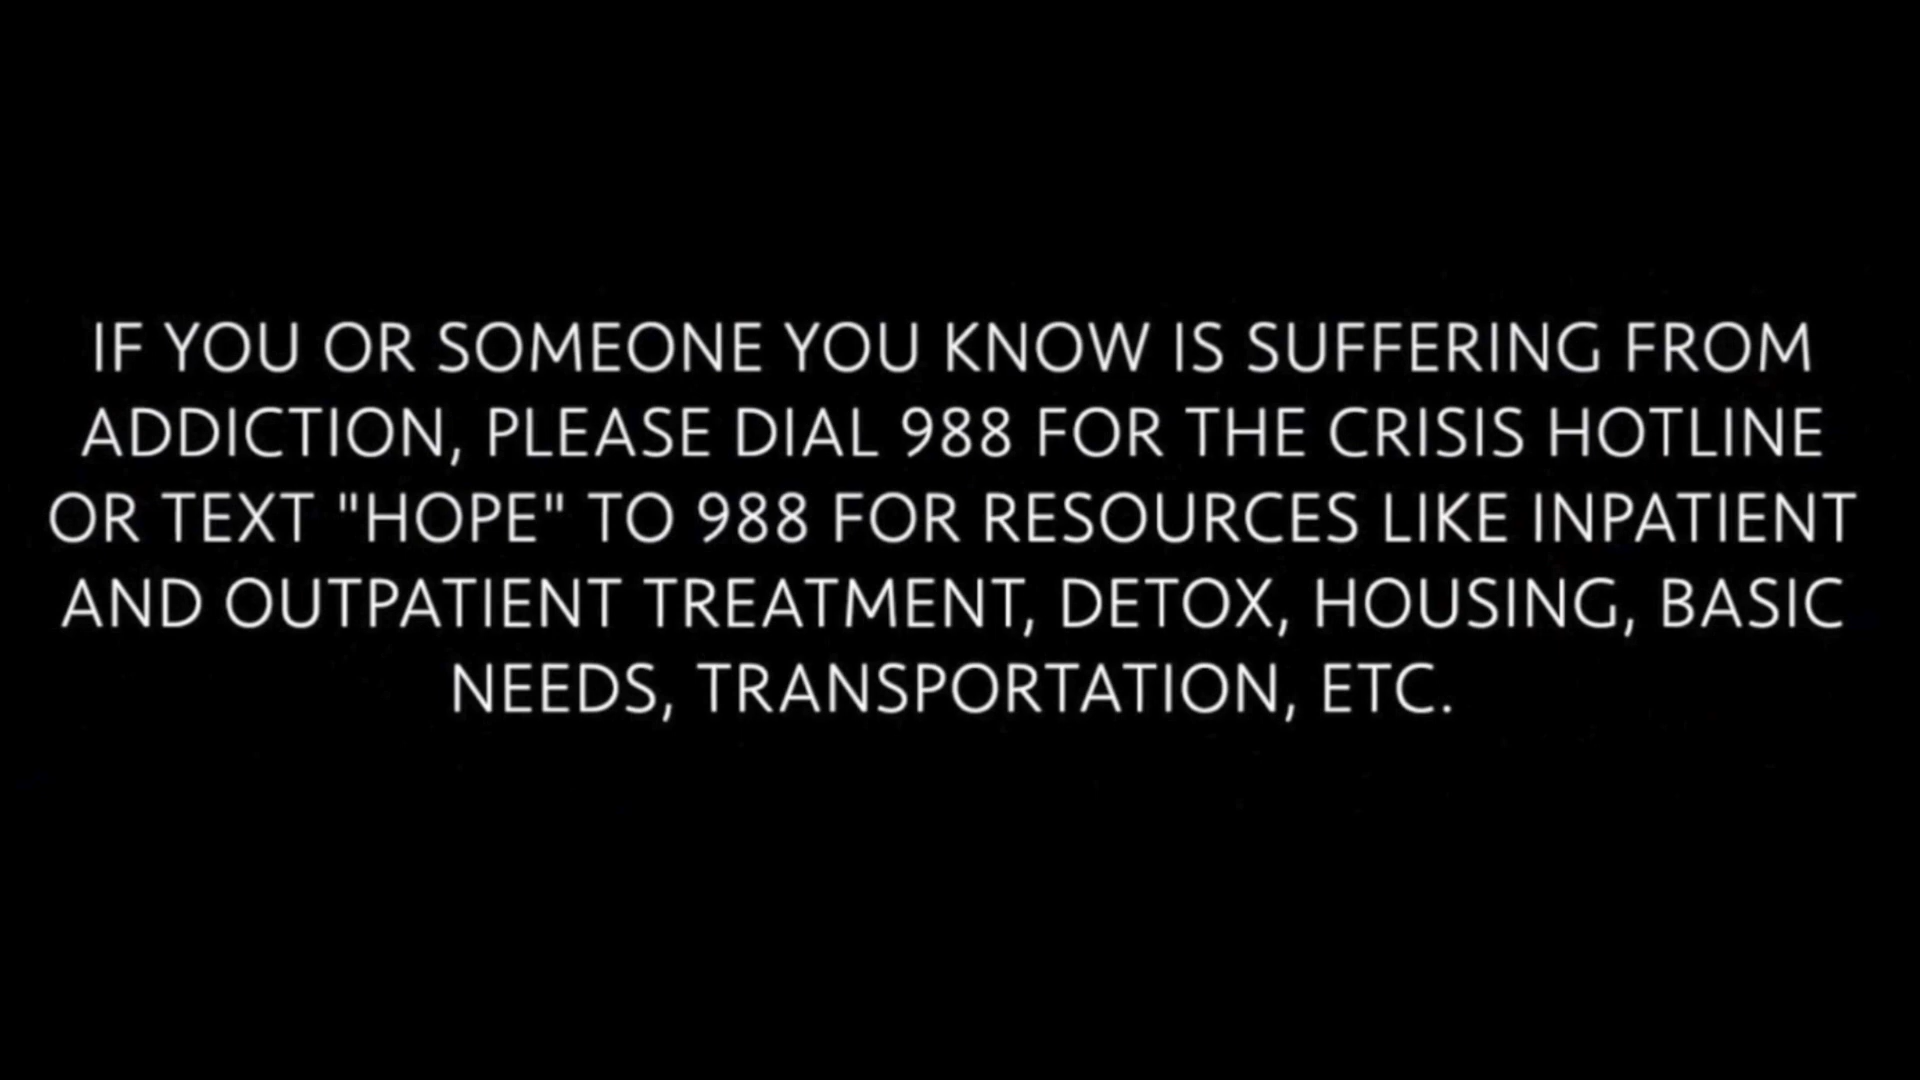 IF YOU OR SOMEONE YOU KNOW IS SUFFERING FROM
ADDICTION, PLEASE DIAL 988 FOR THE CRISIS HOTLINE
OR TEXT "HOPE" TO 988 FOR RESOURCES LIKE INPATIENT
AND OUTPATIENT TREATMENT, DETOX, HOUSING, BASIC
NEEDS, TRANSPORTATION, ETC.